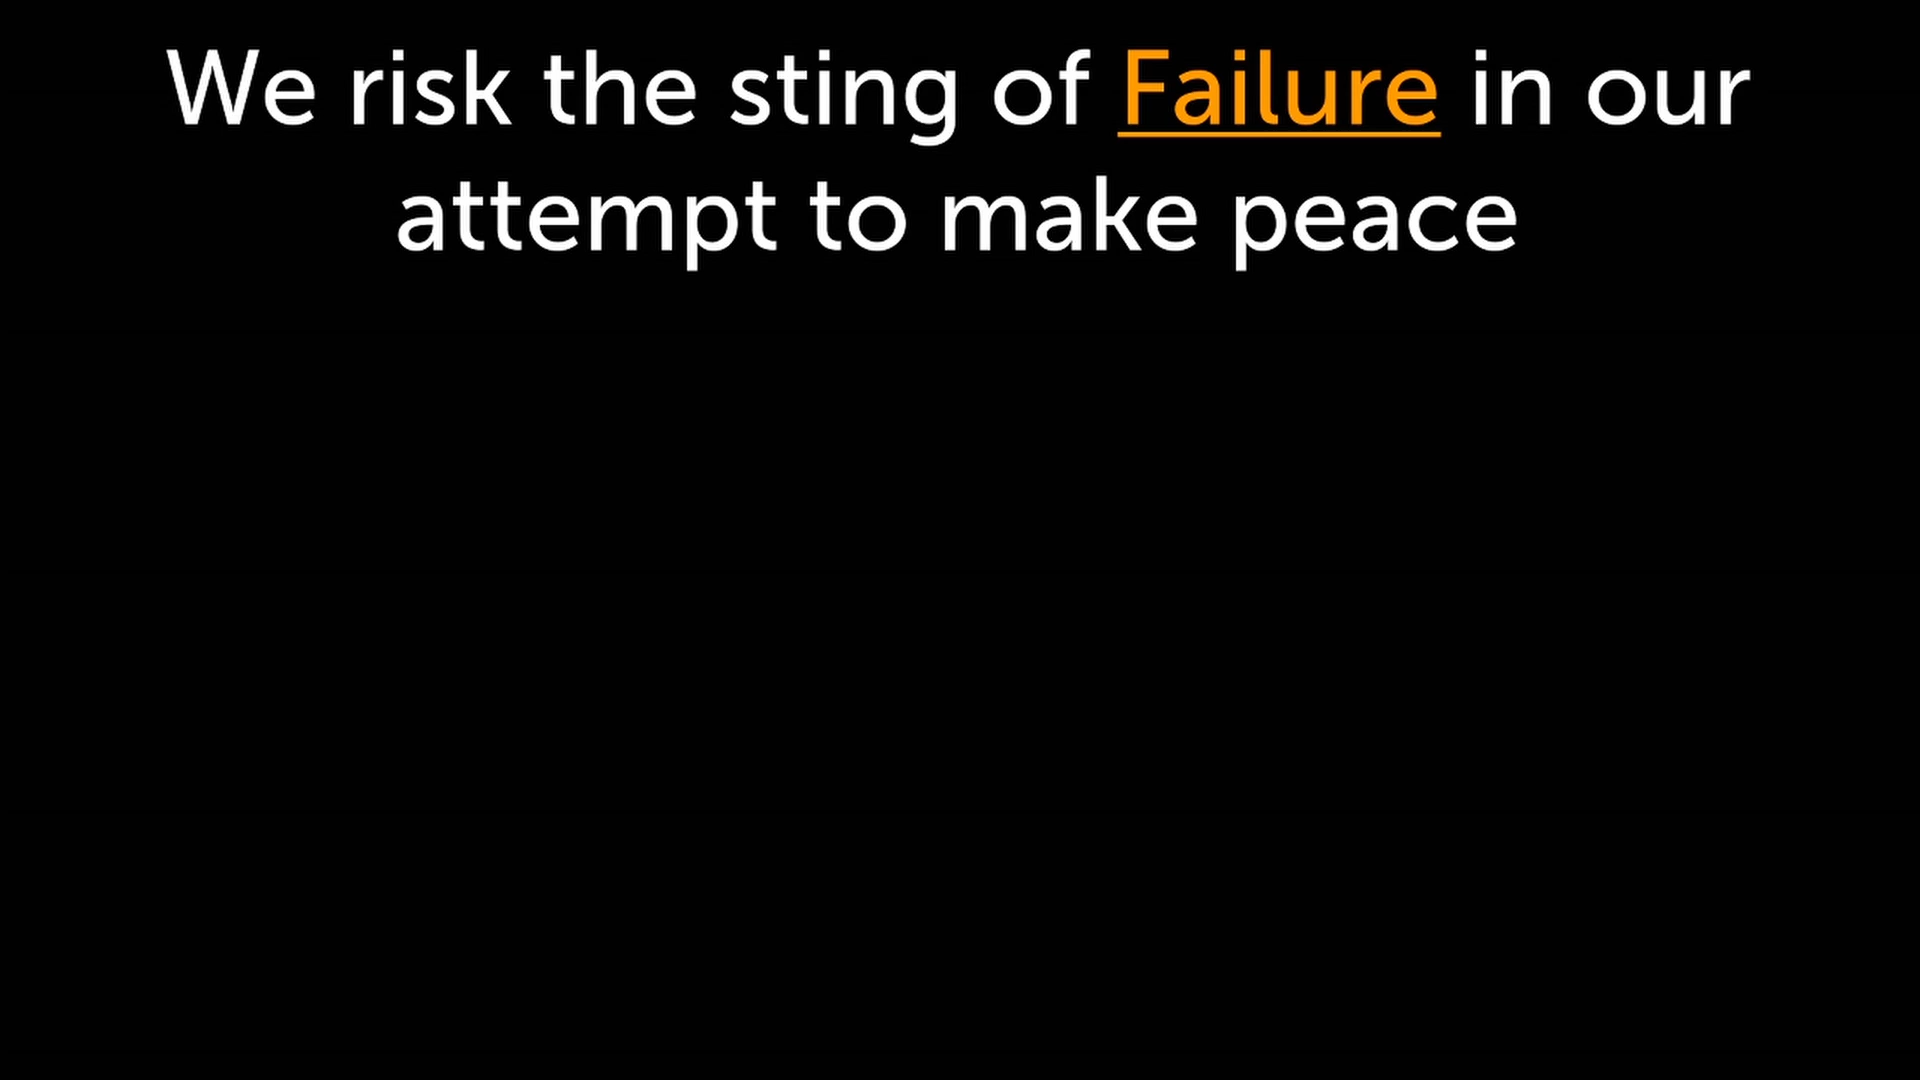 We risk the sting of Failure in our
attempt to make peace